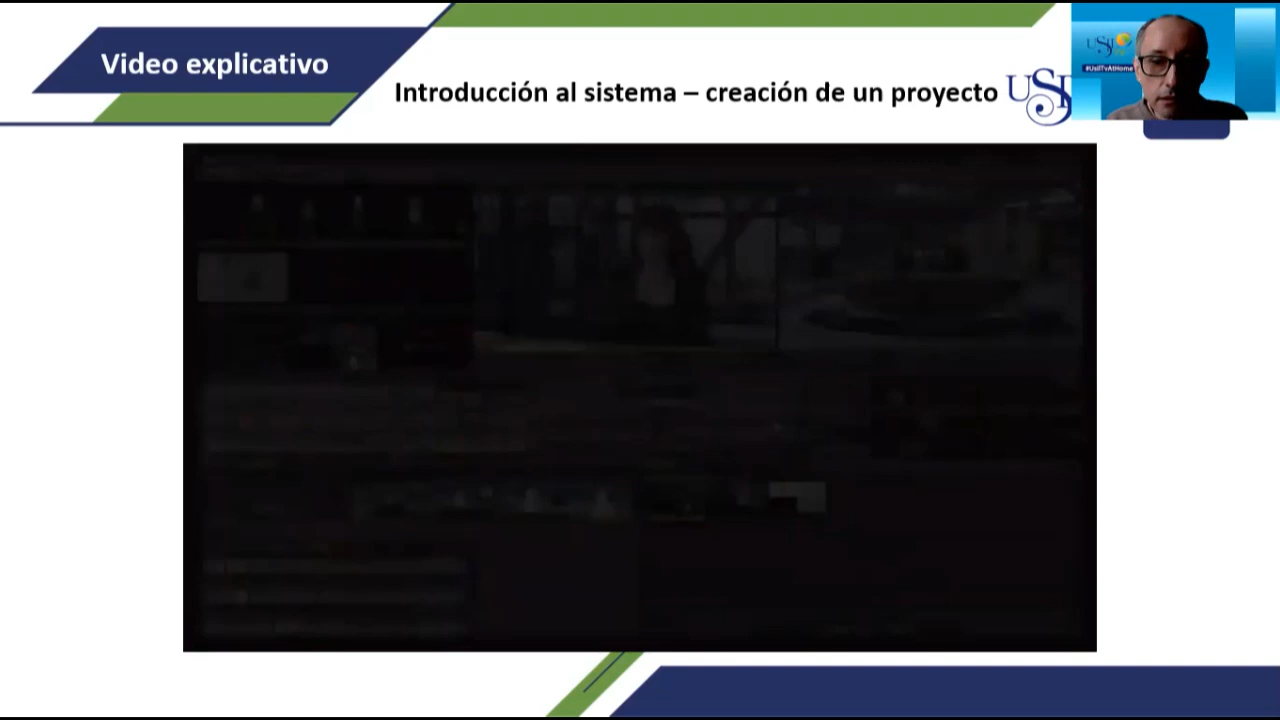 Video explicativo
Introducción al sistema – creación de un proyecto
USIL
#UsilTvAtHome